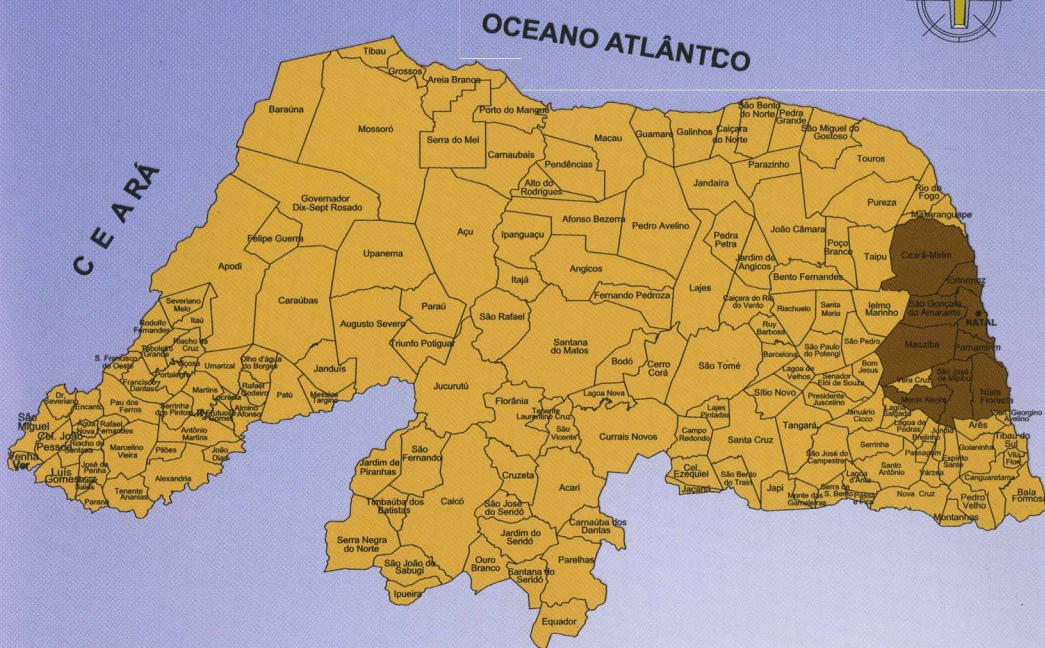 OCEANO ATLÂNTCO
CEARÁ
Tibau
Grossos
Areia Branca
Baraúna
Mossoró
Porto do Mangue
Serra do Mel
Carnaubais
Macau
Guamaré
Galinhos
Caiçara
do Norte
São Bento
do Norte
Pedra
Grande
São Miguel do
Gostoso
Touros
Parazinho
Pendências
Alto do
Rodrigues
Jandaíra
Rio do
Fogo
Pureza
Maxaranguape
Governador
Dix-Sept Rosado
Felipe Guerra
Açu
Ipanguaçu
Afonso Bezerra
Pedro Avelino
Pedra
Petra
João Câmara
Poço
Branco
Taipu
Ceará-Mirim
Upanema
Apodi
Itajá
Angicos
Jardim de
Angicos
Bento Fernandes
Extremoz
Fernando Pedroza
Lajes
Caraúbas
Caiçara do Rio
do Vento
Riachuelo
Santa
Maria
Ielmo
Marinho
São Gonçalo
do Amarante
NATAL
Severiano
Melo
Itaú
Rodolfo
Fernandes
Paraú
Augusto Severo
São Rafael
Triunfo Potiguar
Ruy
Barbosa
Riacho da
Cruz
Taboleiro
Grande
S. Francisco
do Oeste
Viçosa
Portalegre
Umarizal
Olho d'água
do Borges
Janduís
Santana
do Matos
Bodó
Cerro
Corá
São Tomé
Barcelona
São Paulo
do Potengi
São Pedro
Macaíba
Parnamirim
Lagoa de
Velhos
Senador
Elói de Souza
Bom
Jesus
Vera Cruz
São José
de Mipibu
Nísia
Floresta
Francisco
Dantas
Martins
Lucrécia
Rafael
Godeiro
Patú
Messias
Targino
Jucurutú
Lagoa Nova
Sítio Novo
Presidente
Juscelino
Monte Alegre
Dr.
Severiano
Encanto
Pau dos
Ferros
Serrinha
dos Pintos
Frutuoso
Gomes
Almino
Afonso
Florânia
Tenente
Laurentino Cruz
São
Vicente
Currais Novos
Lajes
Pintadas
Campo
Redondo
Santa Cruz
Tangará
Januário
Cicco
Lagoa
Salgada
Lagoa de
Pedras
Brejinho
Jundiá
Arês
Sen. Georgino
Avelino
São
Miguel
Água
Nova
Rafael
Fernandes
Cel. João
Pessoa
Riacho de
Santana
Marcelino
Vieira
Antônio
Martins
Pilões
João
Dias
Venha
Ver
Luís
Gomes
José da
Penha
Major
Sales
Paraná
Tenente
Ananias
Alexandria
São
Fernando
Jardim de
Piranhas
Timbaúba dos
Batistas
Caicó
Cruzeta
Acari
São José
do Seridó
Jardim do
Seridó
Carnaúba dos
Dantas
Serra Negra
do Norte
São João do
Sabugi
Ipueira
Ouro
Branco
Santana do
Seridó
Parelhas
Equador
Cel.
Ezequiel
Jaçanã
São Bento
do Trairi
Japi
São José do
Campestre
Monte das
Gameleiras
Serra de
S. Bento
Lagoa
d'Anta
Passa
e Fica
Serrinha
Santo
Antônio
Passagem
Várzea
Espírito
Santo
Goianinha
Tibau do
Sul
Vila
Flor
Canguaretama
Nova Cruz
Pedro
Velho
Montanhas
Baía
Formosa